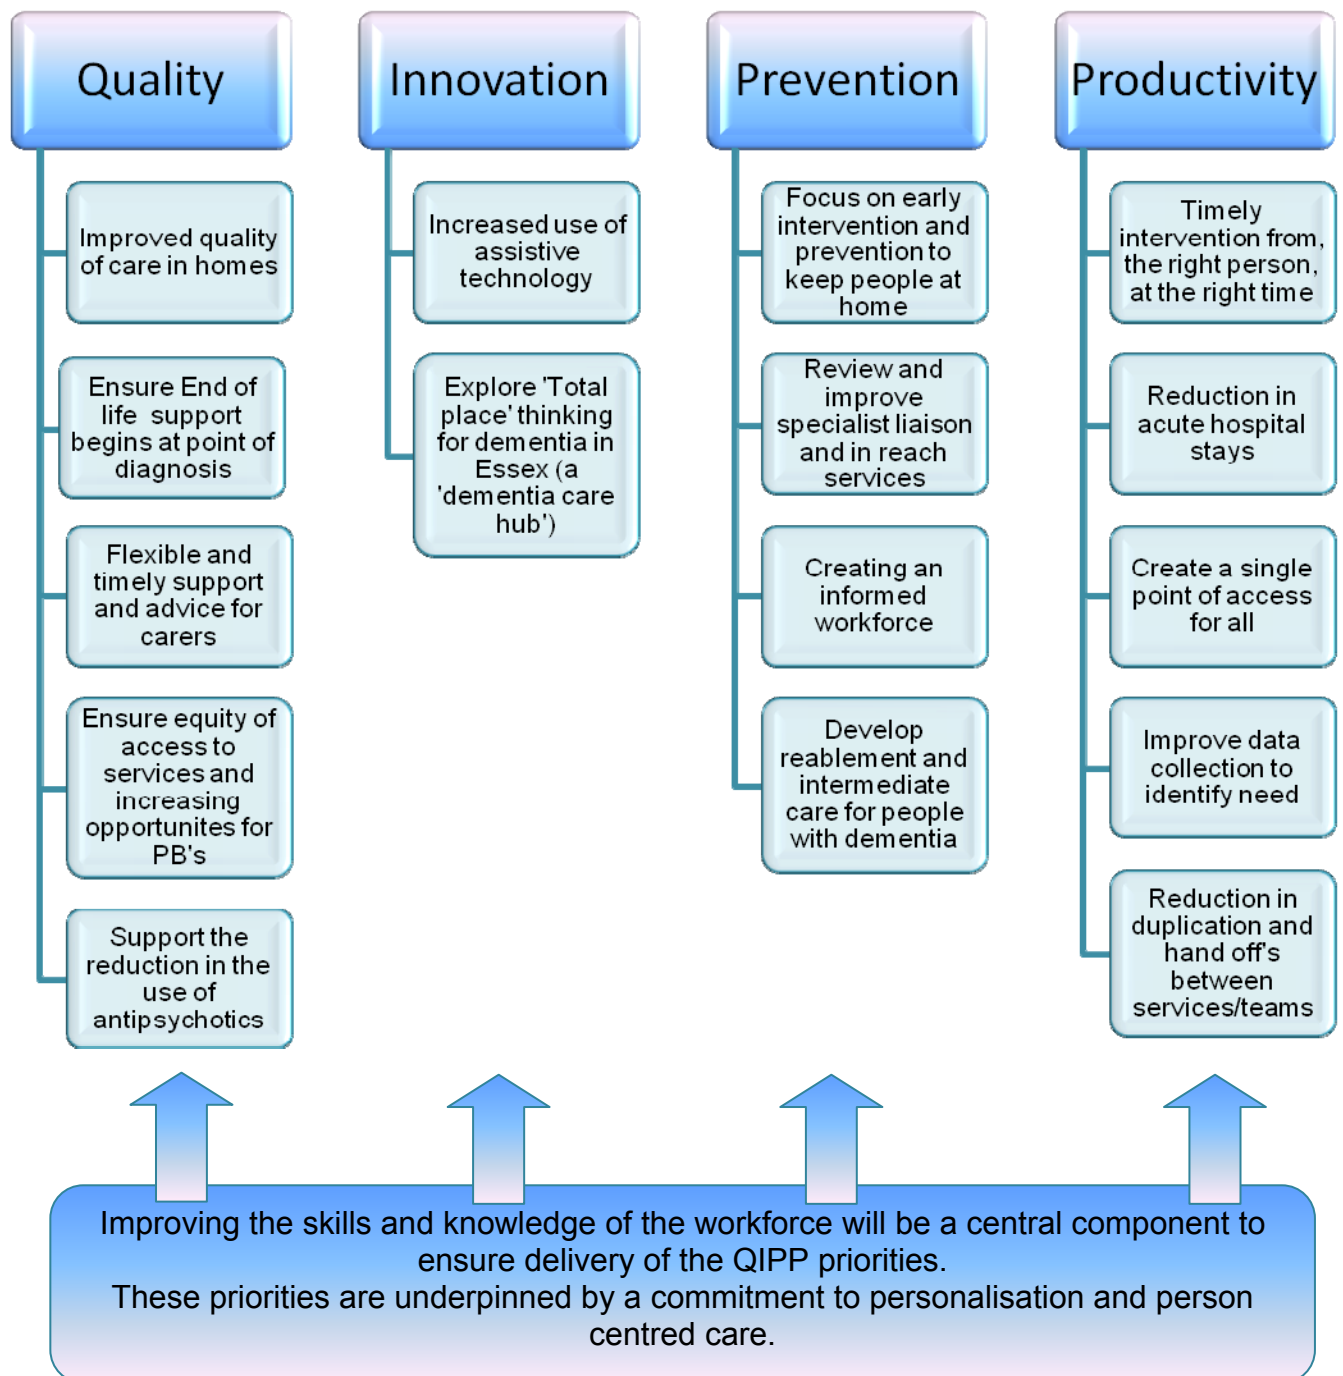 Quality
Improved quality
of care in homes
Ensure End of
life support
begins at point of
diagnosis
Flexible and
timely support
and advice for
carers
Ensure equity of
access to
services and
increasing
opportunites for
PB's
Support the
reduction in the
use of
antipsychotics
Innovation
Increased use of
assistive
technology
Explore 'Total
place' thinking
for dementia in
Essex (a
'dementia care
hub')
Prevention
Focus on early
intervention and
prevention to
keep people at
home
Review and
improve
specialist liaison
and in reach
services
Creating an
informed
workforce
Develop
reablement and
intermediate
care for people
with dementia
Productivity
Timely
intervention from,
the right person,
at the right time
Reduction in
acute hospital
stays
Create a single
point of access
for all
Improve data
collection to
identify need
Reduction in
duplication and
hand off's
between
services/teams
Improving the skills and knowledge of the workforce will be a central component to
ensure delivery of the QIPP priorities.
These priorities are underpinned by a commitment to personalisation and person
centred care.